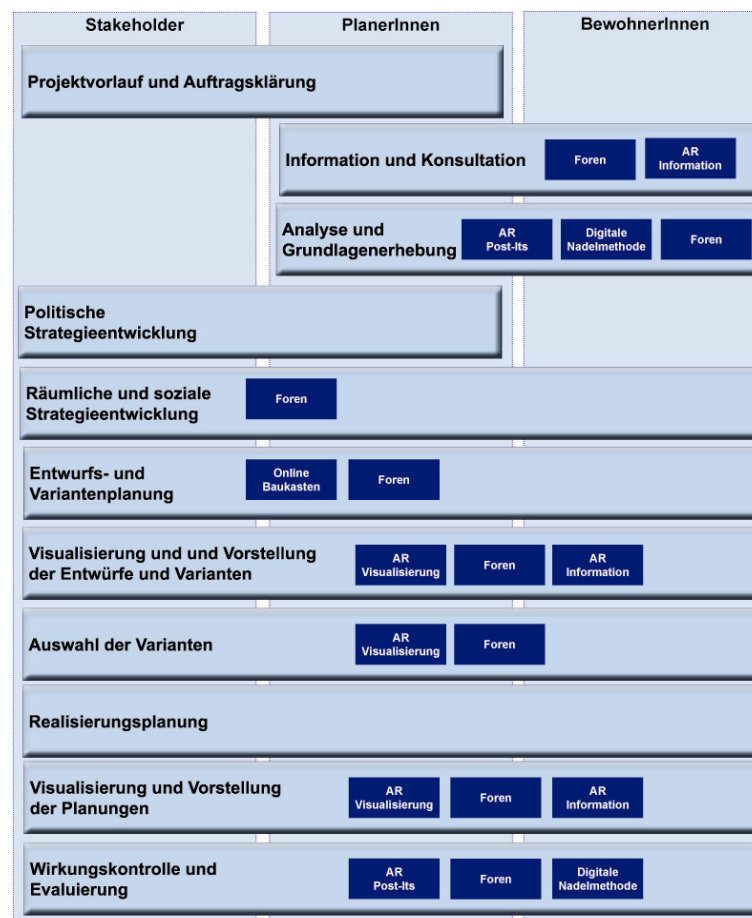 Stakeholder
PlanerInnen
BewohnerInnen
Projektvorlauf und Auftragsklärung
Information und Konsultation
Foren
AR
Information
Analyse und
Grundlagenerhebung
AR
Post-Its
Digitale
Nadelmethode
Foren
Politische
Strategieentwicklung
Räumliche und soziale
Strategieentwicklung
Foren
Entwurfs- und
Variantenplanung
Online
Baukasten
Foren
Visualisierung und und Vorstellung
der Entwürfe und Varianten
AR
Visualisierung
Foren
AR
Information
Auswahl der Varianten
AR
Visualisierung
Foren
Realisierungsplanung
Visualisierung und Vorstellung
der Planungen
AR
Visualisierung
Foren
AR
Information
Wirkungskontrolle und
Evaluierung
AR
Post-Its
Foren
Digitale
Nadelmethode